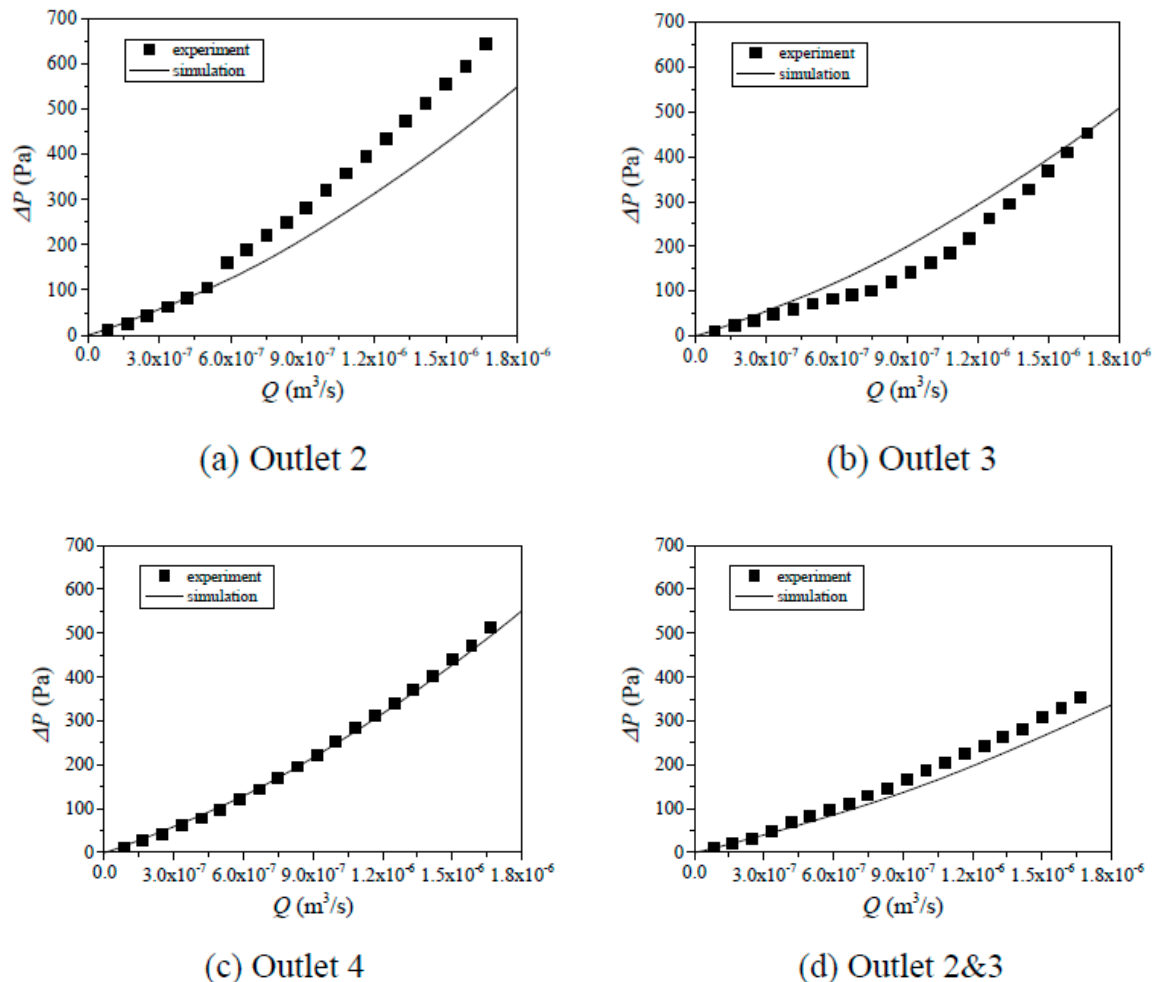 700
600
500
400
300
200
100
0
ΔP (Pa)
experiment
simulation
0.0 3.0x10⁻⁷ 6.0x10⁻⁷ 9.0x10⁻⁷ 1.2x10⁻⁶ 1.5x10⁻⁶ 1.8x10⁻⁶
Q (m³/s)
(a) Outlet 2
700
600
500
400
300
200
100
0
ΔP (Pa)
experiment
simulation
0.0 3.0x10⁻⁷ 6.0x10⁻⁷ 9.0x10⁻⁷ 1.2x10⁻⁶ 1.5x10⁻⁶ 1.8x10⁻⁶
Q (m³/s)
(b) Outlet 3
700
600
500
400
300
200
100
0
ΔP (Pa)
experiment
simulation
0.0 3.0x10⁻⁷ 6.0x10⁻⁷ 9.0x10⁻⁷ 1.2x10⁻⁶ 1.5x10⁻⁶ 1.8x10⁻⁶
Q (m³/s)
(c) Outlet 4
700
600
500
400
300
200
100
0
ΔP (Pa)
experiment
simulation
0.0 3.0x10⁻⁷ 6.0x10⁻⁷ 9.0x10⁻⁷ 1.2x10⁻⁶ 1.5x10⁻⁶ 1.8x10⁻⁶
Q (m³/s)
(d) Outlet 2&3